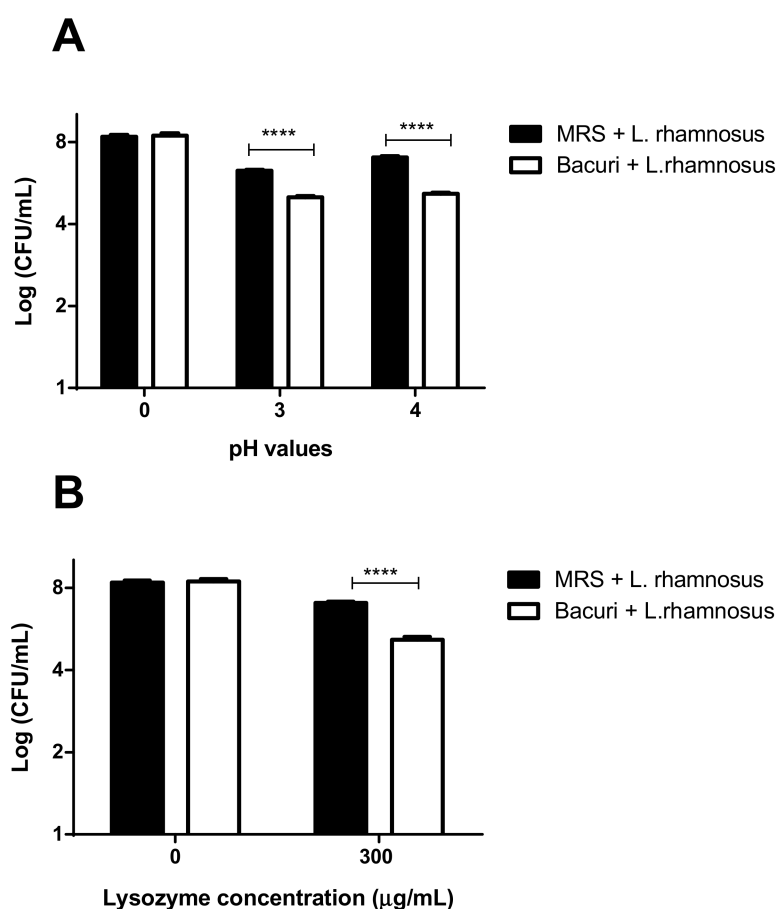 A
Log (CFU/mL)
8
4
2
1
****
****
0
3
4
pH values
MRS + L. rhamnosus
Bacuri + L.rhamnosus
B
Log (CFU/mL)
8
4
2
1
****
0
300
Lysozyme concentration (μg/mL)
MRS + L. rhamnosus
Bacuri + L.rhamnosus